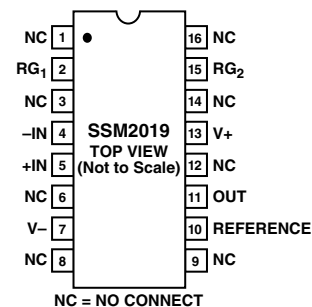 NC 1 16 NC
RG1 2 15 RG2
NC 3 14 NC
–IN 4 SSM2019 13 V+
TOP VIEW
+IN 5 (Not to Scale) 12 NC
NC 6 11 OUT
V– 7 10 REFERENCE
NC 8 9 NC
NC = NO CONNECT